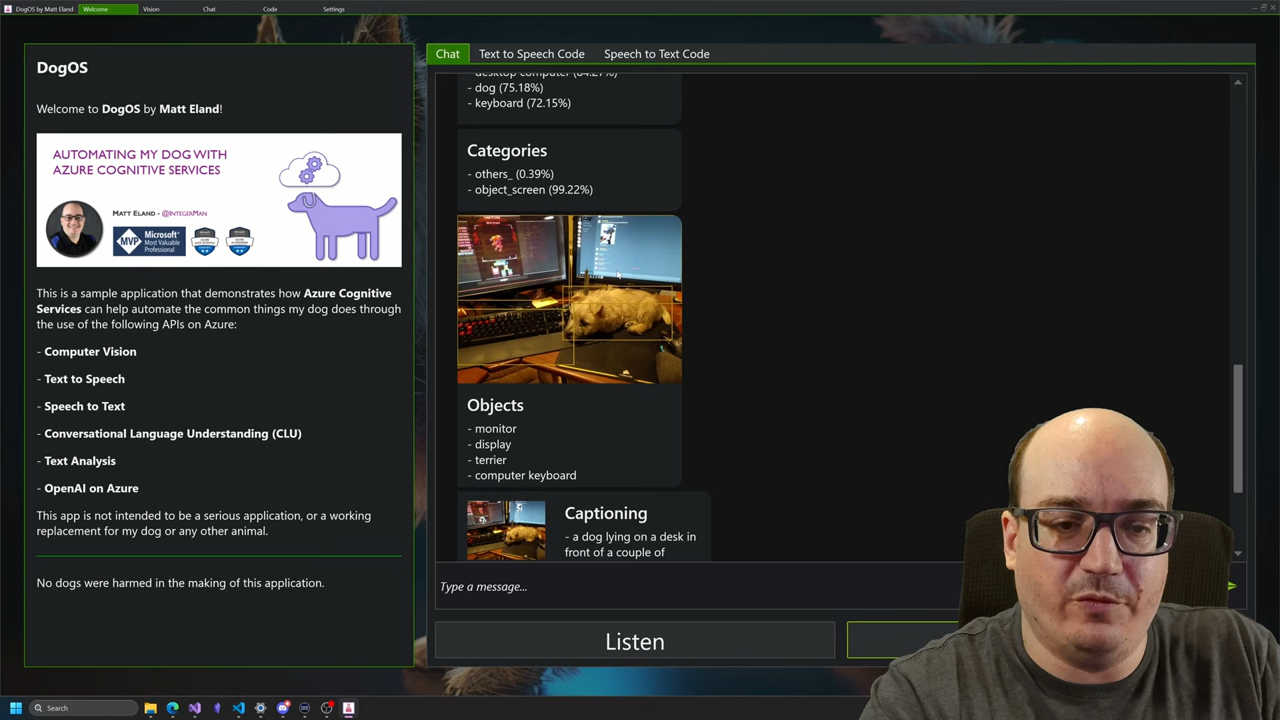 DogOS by Matt Eland
Welcome
Vision
Chat
Code
Settings
DogOS
Welcome to DogOS by Matt Eland!
AUTOMATING MY DOG WITH
AZURE COGNITIVE SERVICES
MATT ELAND - @INTEGERMAN
MVP
Microsoft®
Most Valuable
Professional
This is a sample application that demonstrates how Azure Cognitive
Services can help automate the common things my dog does through
the use of the following APIs on Azure:
- Computer Vision
- Text to Speech
- Speech to Text
- Conversational Language Understanding (CLU)
- Text Analysis
- OpenAI on Azure
This app is not intended to be a serious application, or a working
replacement for my dog or any other animal.
No dogs were harmed in the making of this application.
Chat
Text to Speech Code
Speech to Text Code
- desktop computer (84.27%)
- dog (75.18%)
- keyboard (72.15%)
Categories
- others_ (0.39%)
- object_screen (99.22%)
Objects
- monitor
- display
- terrier
- computer keyboard
Captioning
- a dog lying on a desk in
front of a couple of
Type a message...
Listen
Search